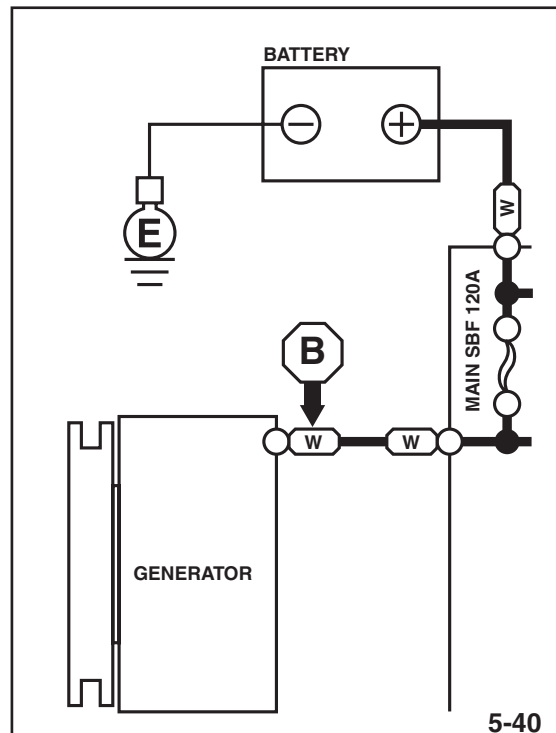 BATTERY
− +
W
E
MAIN SBF 120A
B
W W
GENERATOR
5-40